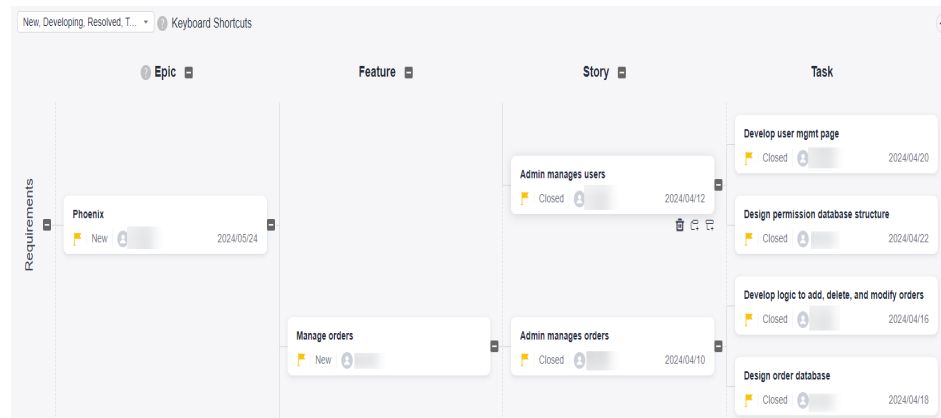 New, Developing, Resolved, T...
Keyboard Shortcuts
Epic
Feature
Story
Task
Requirements
Phoenix
New
2024/05/24
Manage orders
New
Admin manages users
Closed
2024/04/12
Admin manages orders
Closed
2024/04/10
Develop user mgmt page
Closed
2024/04/20
Design permission database structure
Closed
2024/04/22
Develop logic to add, delete, and modify orders
Closed
2024/04/16
Design order database
Closed
2024/04/18